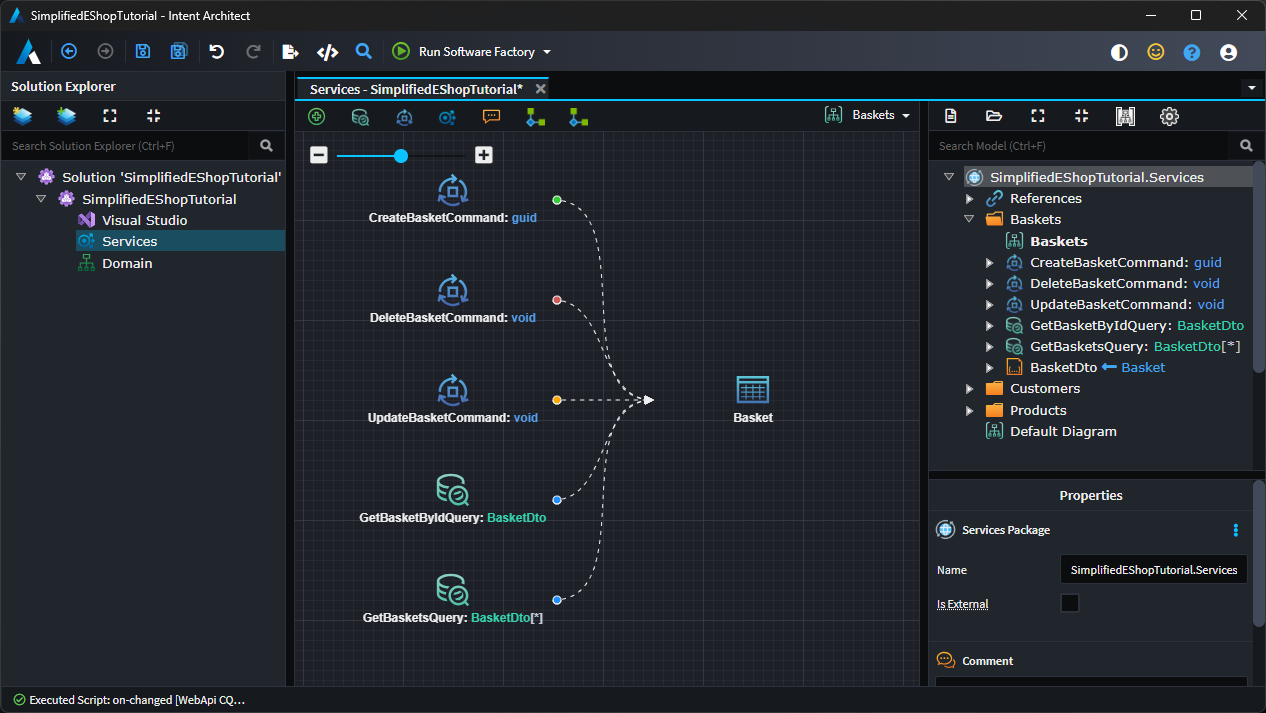 SimplifiedEShopTutorial - Intent Architect
Run Software Factory
Solution Explorer
Search Solution Explorer (Ctrl+F)
Solution 'SimplifiedEShopTutorial'
SimplifiedEShopTutorial
Visual Studio
Services
Domain
Services - SimplifiedEShopTutorial*
Baskets
CreateBasketCommand: guid
DeleteBasketCommand: void
UpdateBasketCommand: void
Basket
GetBasketByIdQuery: BasketDto
GetBasketsQuery: BasketDto[*]
Search Model (Ctrl+F)
SimplifiedEShopTutorial.Services
References
Baskets
Baskets
CreateBasketCommand: guid
DeleteBasketCommand: void
UpdateBasketCommand: void
GetBasketByIdQuery: BasketDto
GetBasketsQuery: BasketDto[*]
BasketDto Basket
Customers
Products
Default Diagram
Properties
Services Package
Name SimplifiedEShopTutorial.Services
Is External
Comment
Executed Script: on-changed [WebApi CQ...